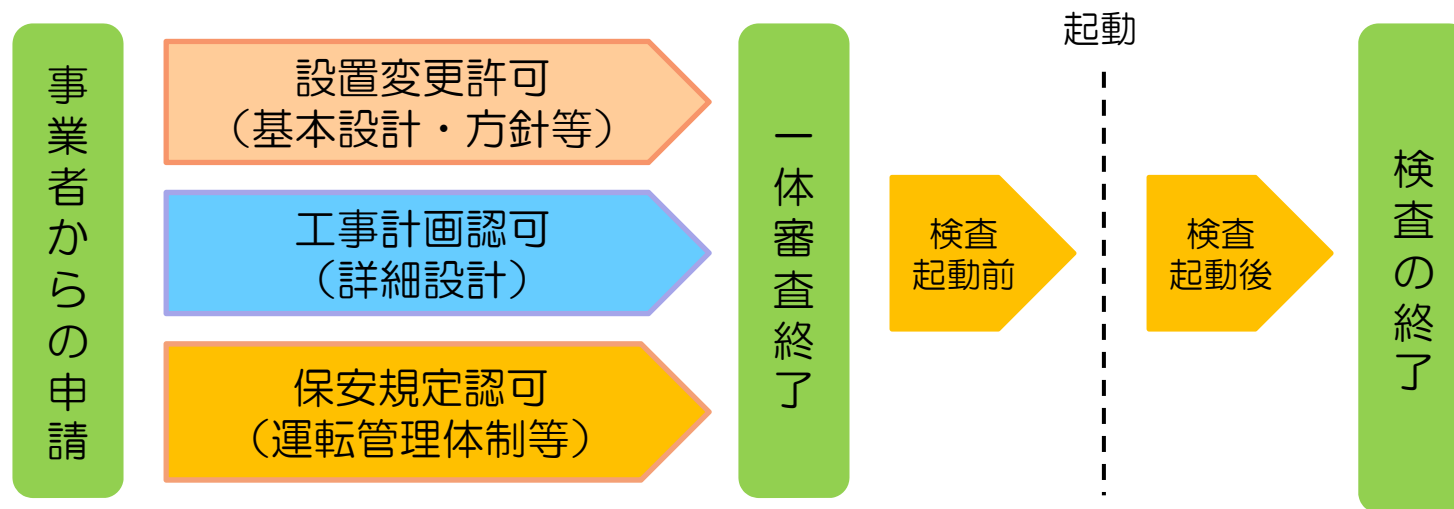 事業者からの申請
設置変更許可
（基本設計・方針等）
工事計画認可
（詳細設計）
保安規定認可
（運転管理体制等）
一体審査終了
検査
起動前
起動
検査
起動後
検査の終了